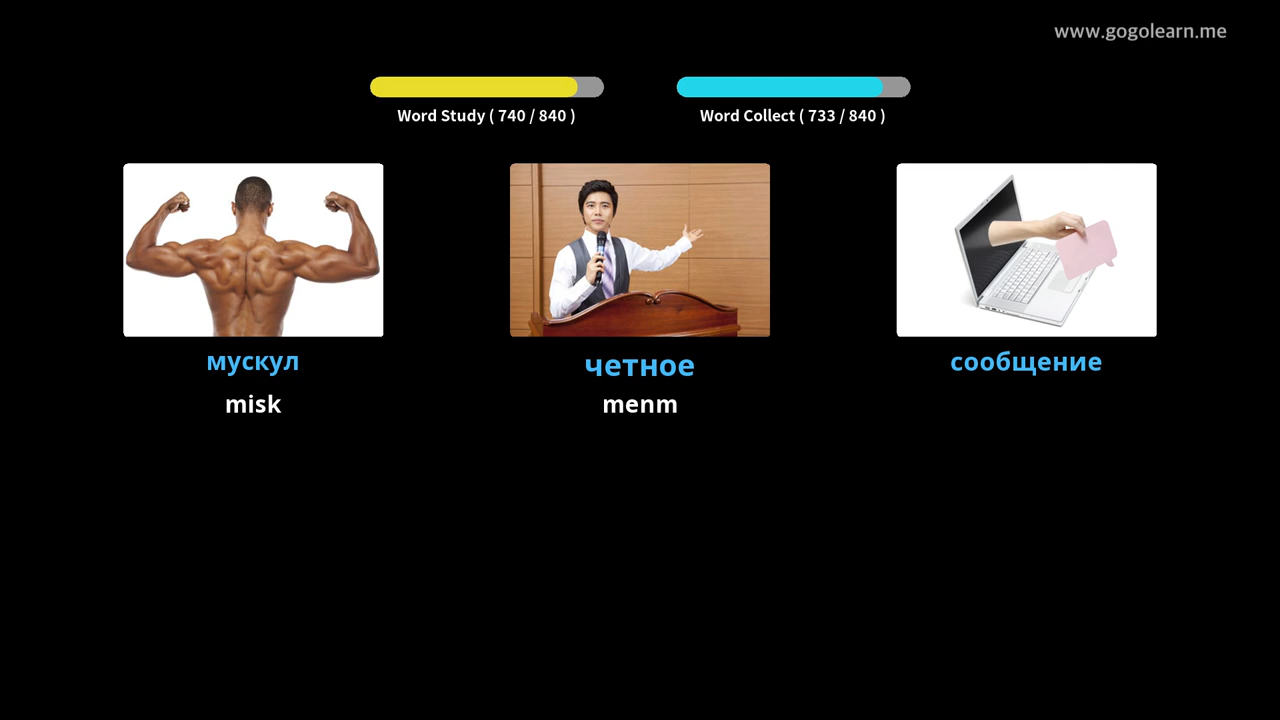 www.gogolearn.me
Word Study ( 740 / 840 )
Word Collect ( 733 / 840 )
мускул
четное
сообщение
misk
menm